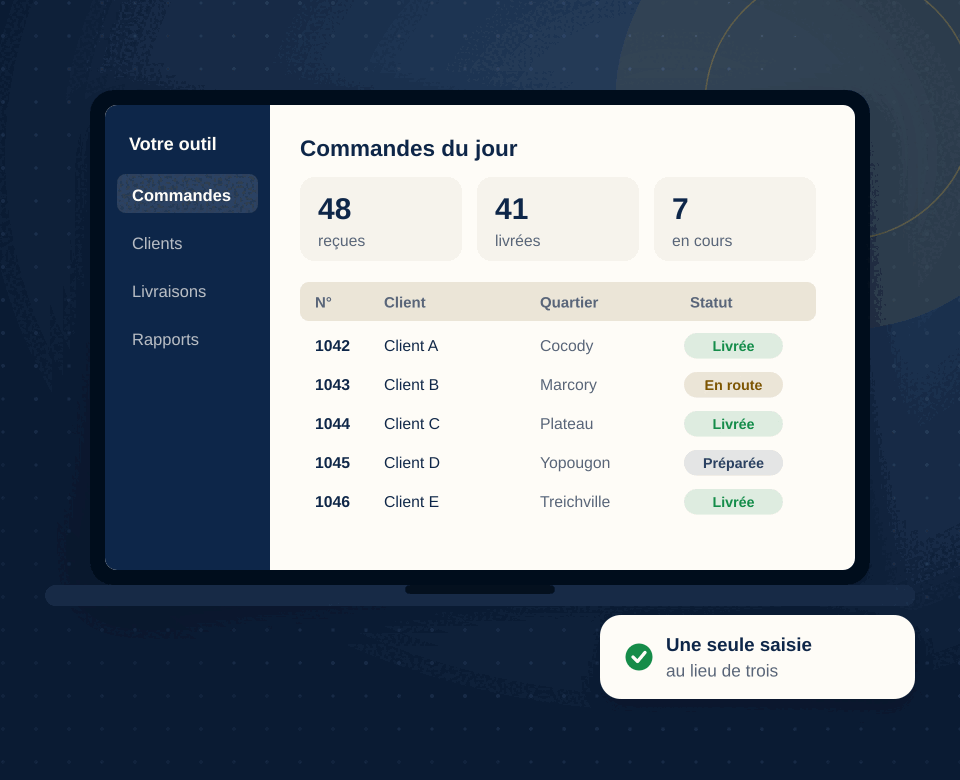 Votre outil
Commandes
Clients
Livraisons
Rapports
Commandes du jour
48
reçues
41
livrées
7
en cours
N° Client Quartier Statut
1042 Client A Cocody Livrée
1043 Client B Marcory En route
1044 Client C Plateau Livrée
1045 Client D Yopougon Préparée
1046 Client E Treichville Livrée
Une seule saisie
au lieu de trois